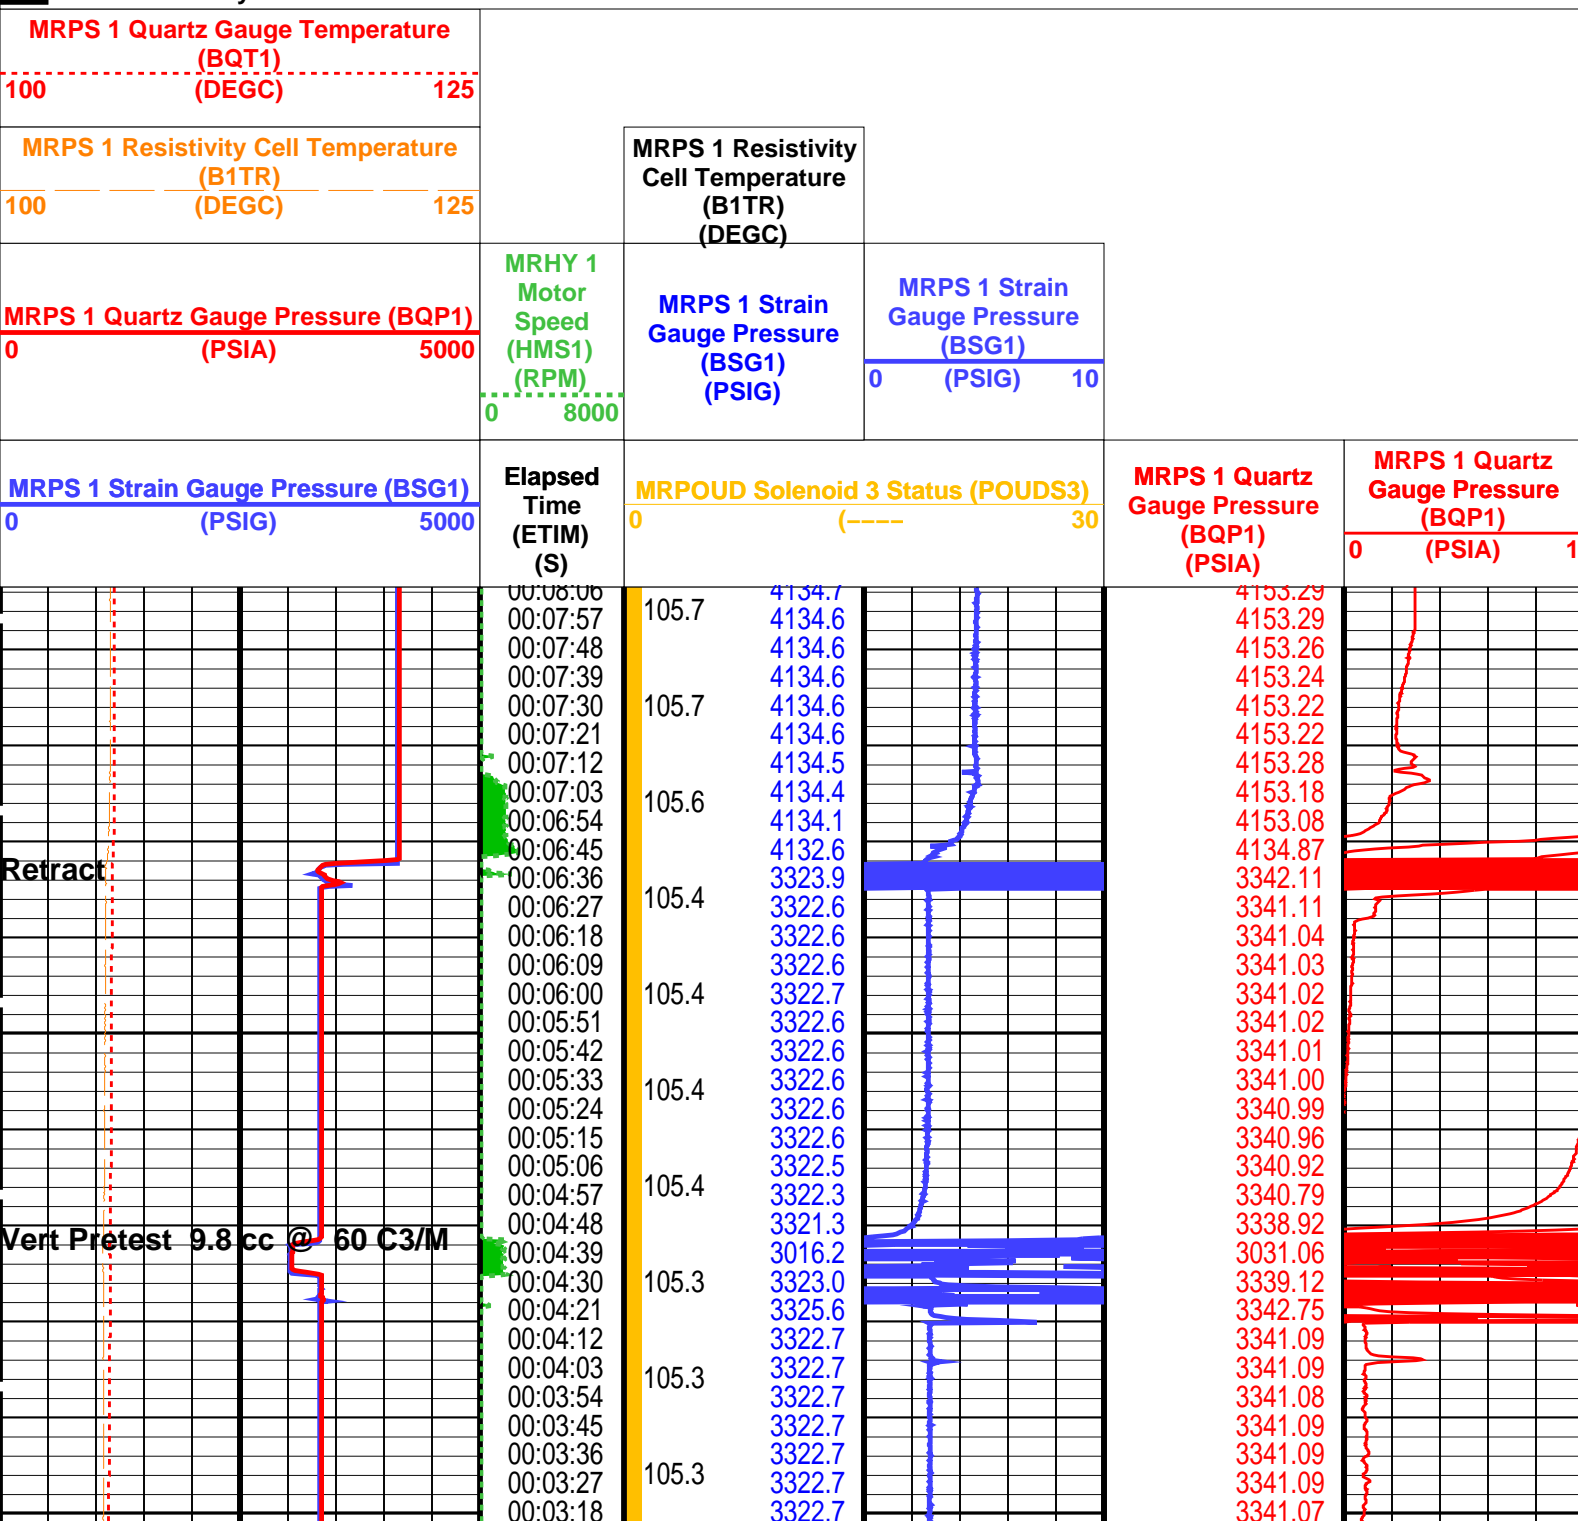 MRPS 1 Quartz Gauge Temperature
(BQT1)
100 (DEGC) 125
MRPS 1 Resistivity Cell Temperature
(B1TR)
100 (DEGC) 125
MRPS 1 Resistivity
Cell Temperature
(B1TR)
(DEGC)
MRPS 1 Quartz Gauge Pressure (BQP1)
0 (PSIA) 5000
MRHY 1
Motor
Speed
(HMS1)
(RPM)
0 8000
MRPS 1 Strain
Gauge Pressure
(BSG1)
(PSIG)
MRPS 1 Strain
Gauge Pressure
(BSG1)
0 (PSIG) 10
MRPS 1 Strain Gauge Pressure (BSG1)
0 (PSIG) 5000
Elapsed
Time
(ETIM)
(S)
MRPOUD Solenoid 3 Status (POUDS3)
0 (---- 30
MRPS 1 Quartz
Gauge Pressure
(BQP1)
(PSIA)
MRPS 1 Quartz
Gauge Pressure
(BQP1)
0 (PSIA) 1
00:08:06 4134.7 4153.29
00:07:57 105.7 4134.6 4153.29
00:07:48 4134.6 4153.26
00:07:39 4134.6 4153.24
00:07:30 105.7 4134.6 4153.22
00:07:21 4134.6 4153.22
00:07:12 4134.5 4153.28
00:07:03 105.6 4134.4 4153.18
00:06:54 4134.1 4153.08
00:06:45 4132.6 4134.87
Retract 00:06:36 3323.9 3342.11
00:06:27 105.4 3322.6 3341.11
00:06:18 3322.6 3341.04
00:06:09 3322.6 3341.03
00:06:00 105.4 3322.7 3341.02
00:05:51 3322.6 3341.02
00:05:42 3322.6 3341.01
00:05:33 105.4 3322.6 3341.00
00:05:24 3322.6 3340.99
00:05:15 3322.6 3340.96
00:05:06 3322.5 3340.92
00:04:57 105.4 3322.3 3340.79
00:04:48 3321.3 3338.92
Vert Pretest 9.8 cc @ 60 C3/M 00:04:39 3016.2 3031.06
00:04:30 105.3 3323.0 3339.12
00:04:21 3325.6 3342.75
00:04:12 3322.7 3341.09
00:04:03 105.3 3322.7 3341.09
00:03:54 3322.7 3341.08
00:03:45 3322.7 3341.09
00:03:36 3322.7 3341.09
00:03:27 105.3 3322.7 3341.09
00:03:18 3322.7 3341.07